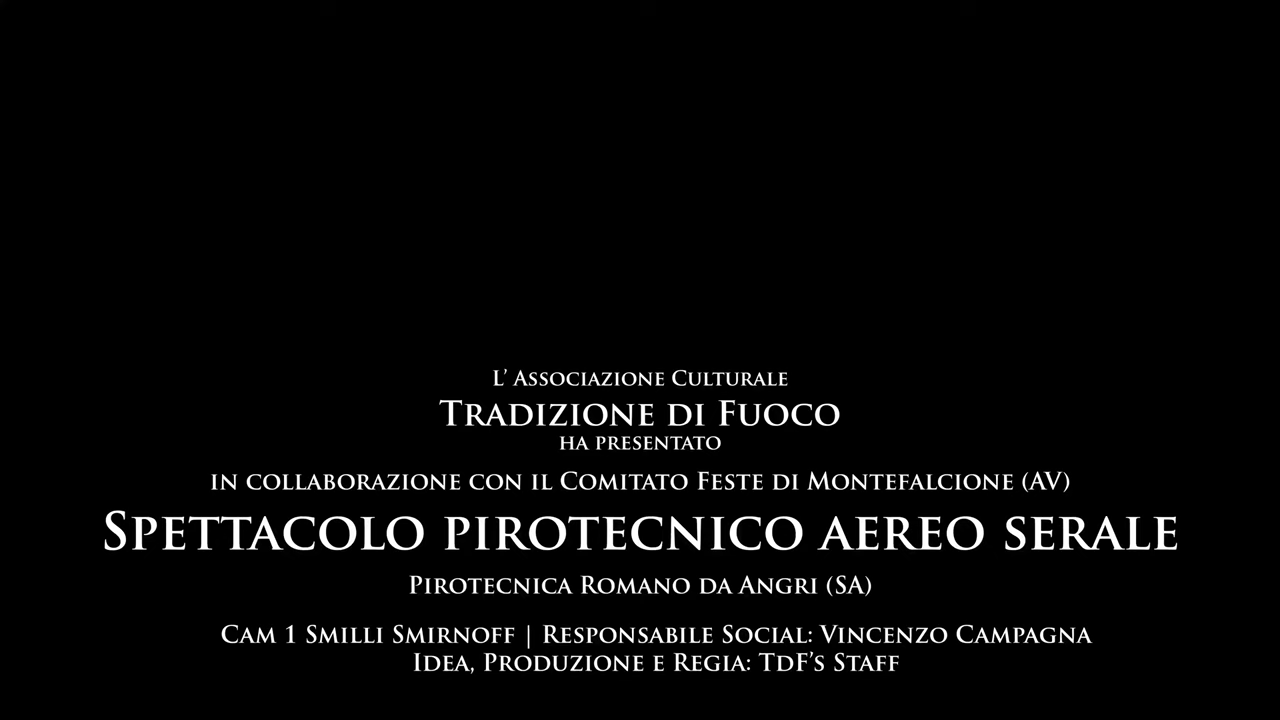 L' Associazione Culturale
Tradizione di Fuoco
ha presentato
in collaborazione con il Comitato Feste di Montefalcione (AV)
Spettacolo pirotecnico aereo serale
Pirotecnica Romano da Angri (SA)
Cam 1 Smilli Smirnoff | Responsabile Social: Vincenzo Campagna
Idea, Produzione e Regia: TdF's Staff